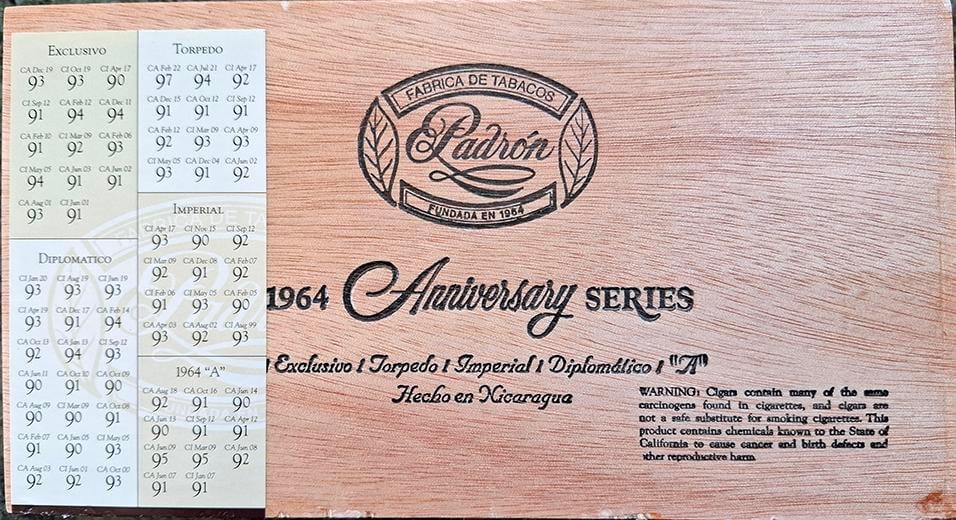 EXCLUSIVO
CA Dec 19 CI Oct 19 CI Apr 17
93 93 90
CI Sep 12 CA Feb 12 CA Dec 11
91 94 94
CA Feb 10 CI Mar 09 CA Feb 06
91 92 93
CI May 05 CA Jun 03 CA Jun 02
94 91 91
CA Aug 01 CI Jun 01
93 91
DIPLOMATICO
CI Jan 20 CI Aug 19 CI Jun 19
93 93 93
CI Apr 19 CA Dec 17 CA Feb 14
93 91 94
CA Oct 13 CA Jun 13 CI Sep 12
92 94 93
CA Jun 11 CA Oct 10 CA Oct 09
90 91 90
CA Aug 09 CI Mar 09 CA Oct 08
90 90 91
CA Feb 07 CA Jun 05 CI May 05
91 90 93
CA Aug 03 CI Jun 01 CA Oct 00
92 92 93
TORPEDO
CA Feb 22 CA Jul 21 CI Apr 17
97 94 92
CA Dec 15 CA Oct 12 CI Sep 12
91 91 91
CA Feb 12 CI Mar 09 CA Apr 09
92 93 93
CI May 05 CA Dec 04 CA Jun 02
93 91 92
IMPERIAL
CI Apr 17 CI Nov 15 CI Sep 12
93 90 92
CI Mar 09 CA Dec 08 CA Feb 07
92 91 92
CI Feb 06 CI May 05 CA Feb 05
91 93 90
CA Apr 03 CA Aug 02 CI Aug 99
93 92 93
1964 "A"
CA Aug 18 CA Oct 16 CA Jun 14
92 91 90
CI Sep 12 CA Apr 12
90 91 91
CI Jun 09 CI Mar 09 CA Jun 08
95 95 92
CA Jun 07 CI Jan 07
91 91
FABRICA DE TABACOS
Padrón
FUNDADA EN 1964
1964 Anniversary SERIES
Exclusivo / Torpedo / Imperial / Diplomático / "A"
Hecho en Nicaragua
WARNING: Cigars contain many of the same
carcinogens found in cigarettes, and cigars are
not a safe substitute for smoking cigarettes. This
product contains chemicals known to the State of
California to cause cancer and birth defects and
other reproductive harm.